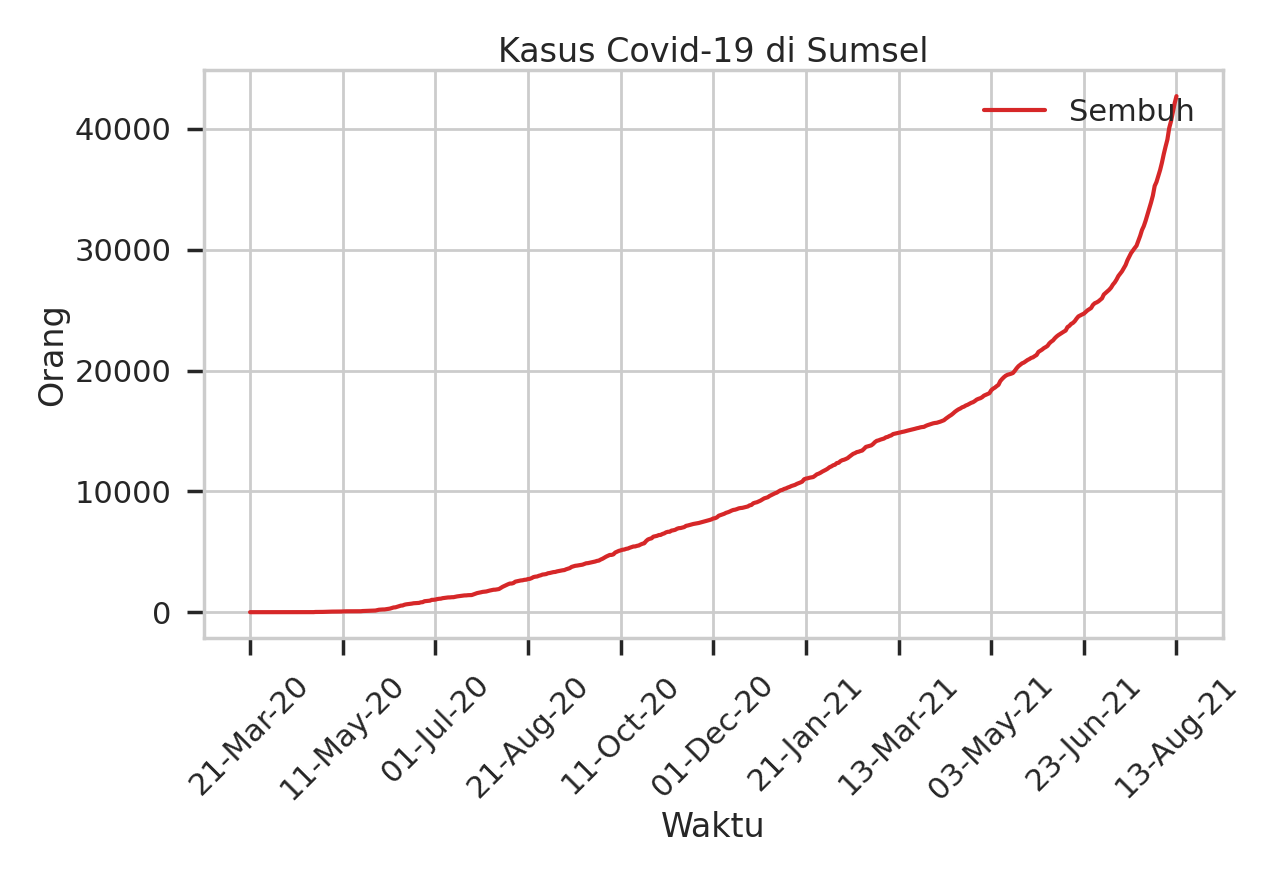 Kasus Covid-19 di Sumsel
Sembuh
40000
30000
20000
10000
0
Orang
21-Mar-20
11-May-20
01-Jul-20
21-Aug-20
11-Oct-20
01-Dec-20
21-Jan-21
13-Mar-21
03-May-21
23-Jun-21
13-Aug-21
Waktu